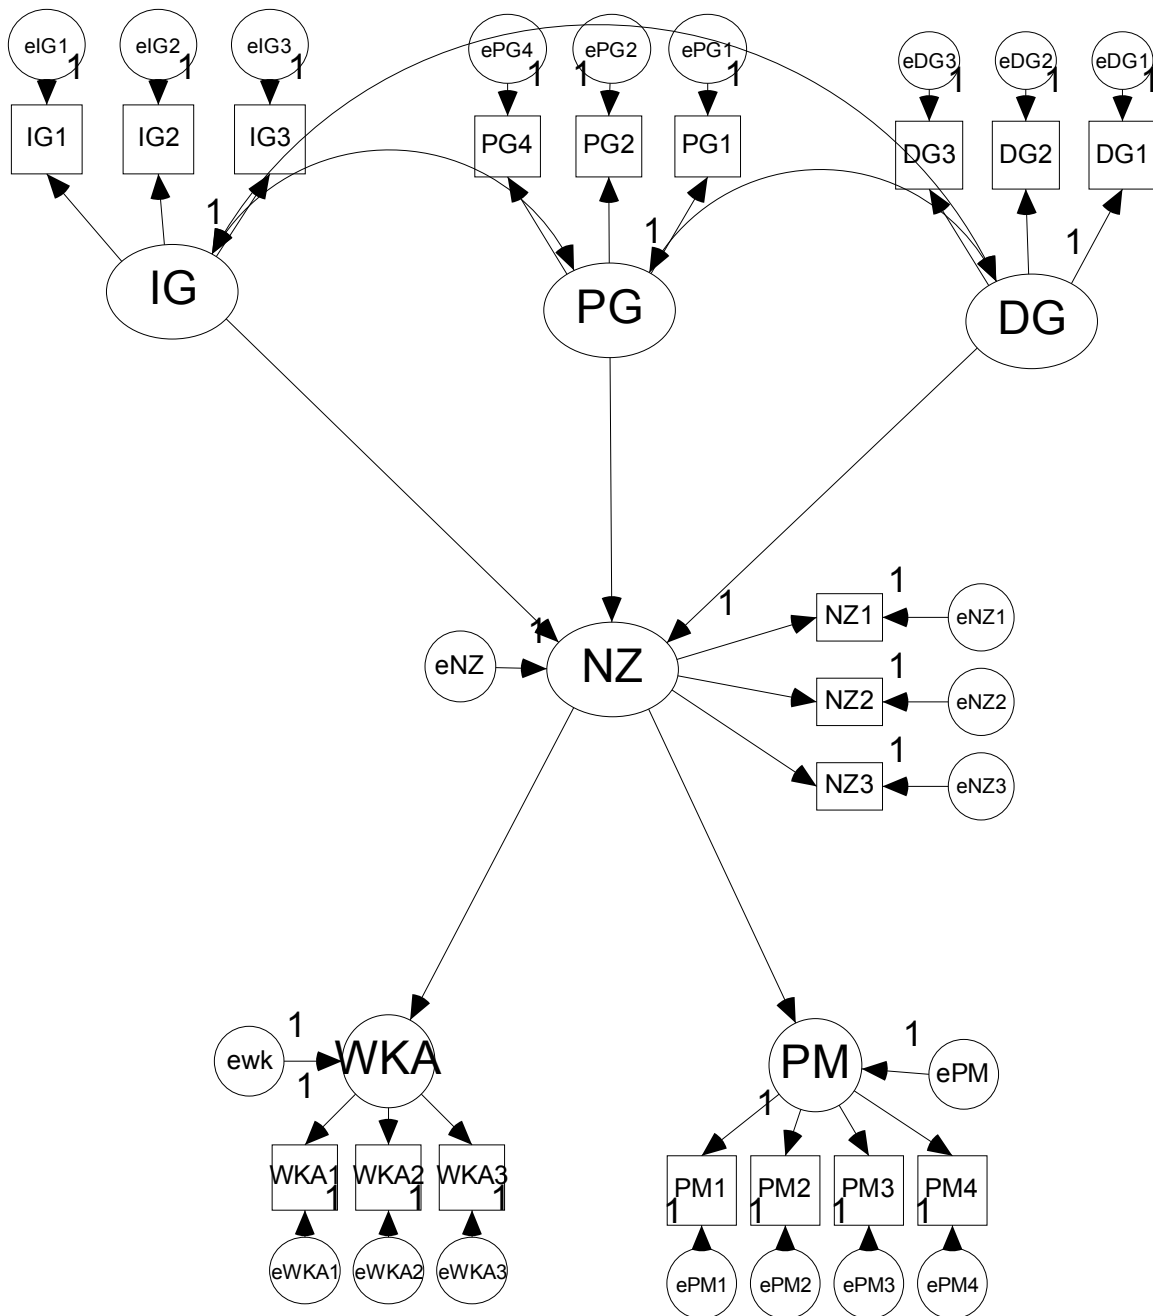 eIG1 eIG2 eIG3 ePG4 ePG2 ePG1 eDG3 eDG2 eDG1
1 1 1 1 1 1 1 1 1
IG1 IG2 IG3 PG4 PG2 PG1 DG3 DG2 DG1
1 1 1
IG PG DG
1 NZ1 1 eNZ1
eNZ 1 NZ NZ2 1 eNZ2
NZ3 1 eNZ3
ewk 1 WKA PM 1 ePM
1 1
WKA1 WKA2 WKA3 PM1 PM2 PM3 PM4
1 1 1 1 1 1 1
eWKA1 eWKA2 eWKA3 ePM1 ePM2 ePM3 ePM4